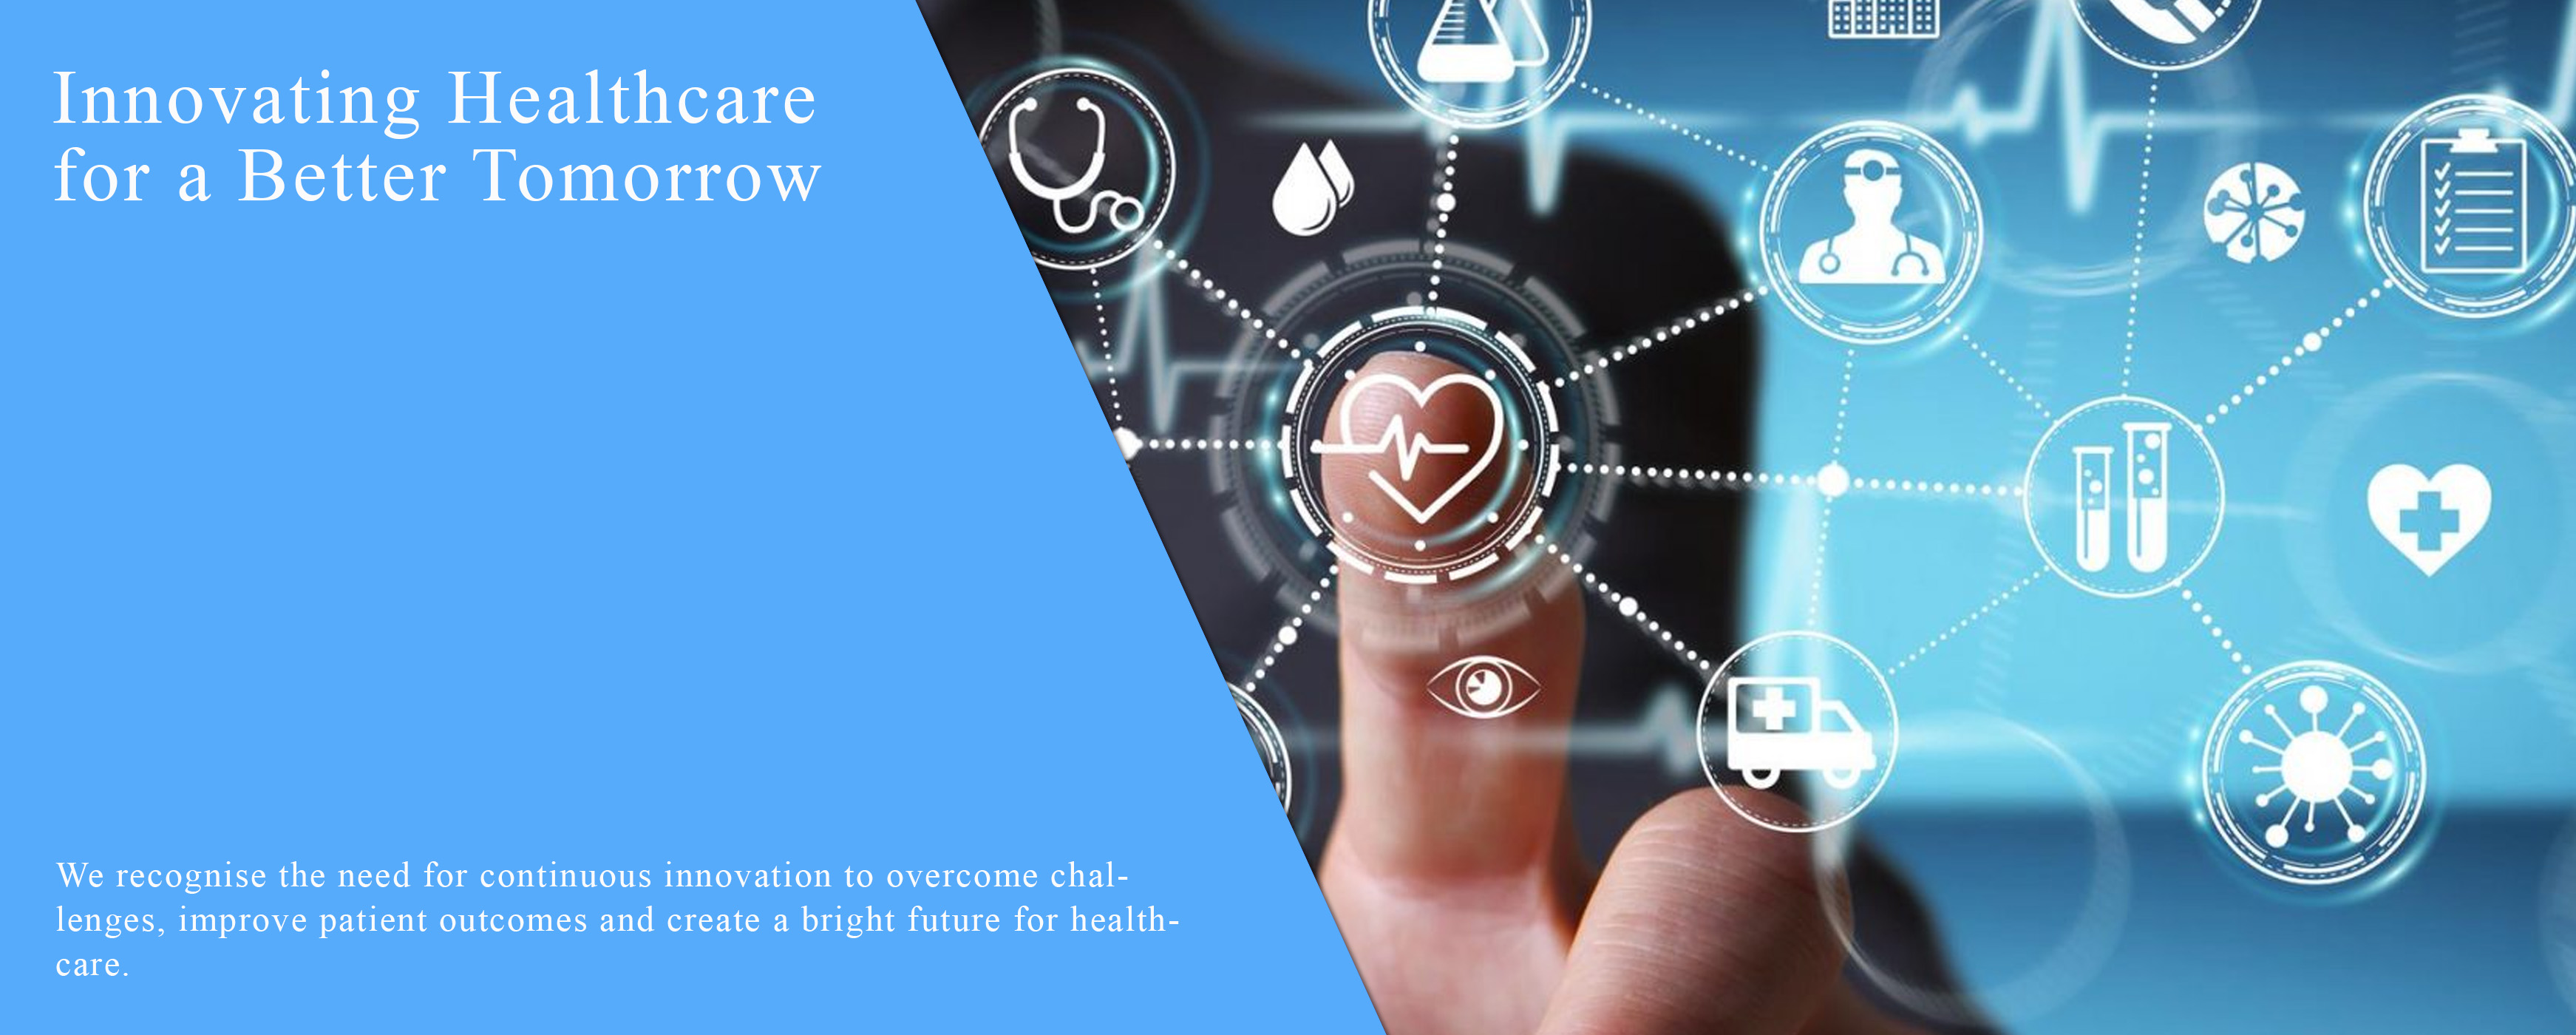 Innovating Healthcare
for a Better Tomorrow
We recognise the need for continuous innovation to overcome chal-
lenges, improve patient outcomes and create a bright future for health-
care.